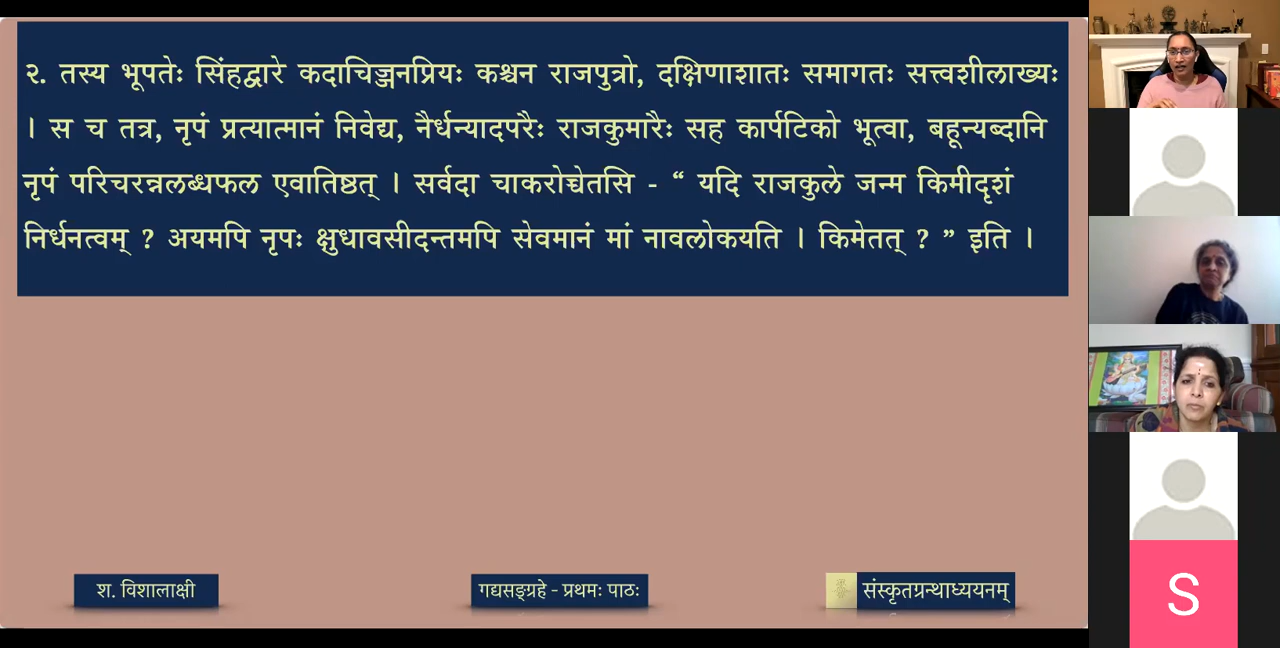 २. तस्य भूपतेः सिंहद्वारे कदाचिज्जनप्रियः कश्चन राजपुत्रो, दक्षिणाशातः समागतः सत्त्वशीलाख्यः
। स च तत्र, नृपं प्रत्यात्मानं निवेद्य, नैर्धन्यादपरैः राजकुमारैः सह कार्पटिको भूत्वा, बहून्यब्दानि
नृपं परिचरन्नलब्धफल एवातिष्ठत् । सर्वदा चाकरोच्चेतसि - “ यदि राजकुले जन्म किमीदृशं
निर्धनत्वम् ? अयमपि नृपः क्षुधावसीदन्तमपि सेवमानं मां नावलोकयति । किमेतत् ? ” इति ।
श. विशालाक्षी
गद्यसङ्ग्रहे - प्रथमः पाठः
संस्कृतग्रन्थाध्ययनम्
S